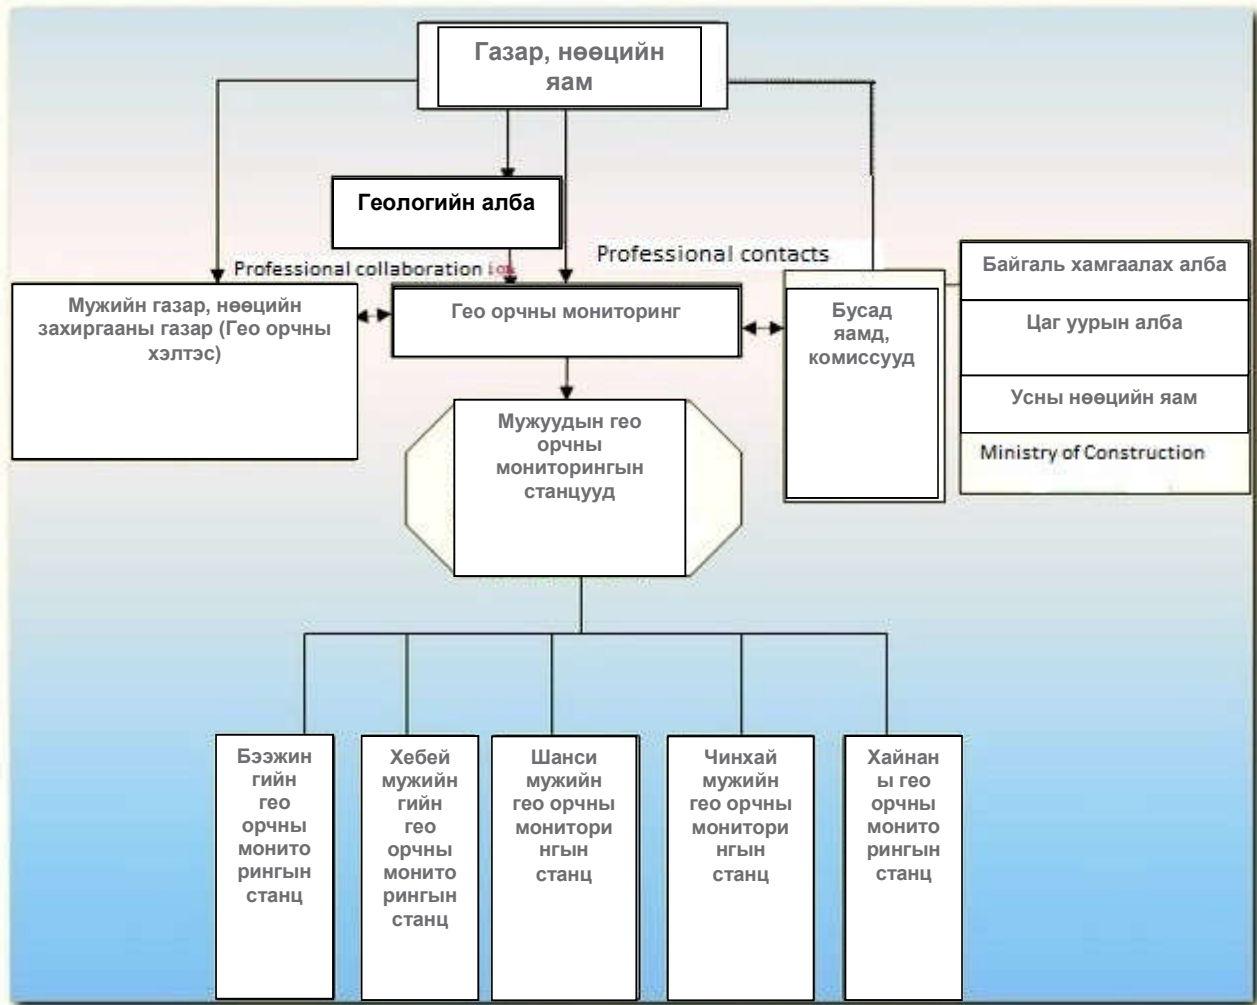 Газар, нөөцийн
яам
Геологийн алба
Professional contacts
Professional collaboration ion
Мужийн газар, нөөцийн
захиргааны газар (Гео орчны
хэлтэс)
Гео орчны мониторинг
Бусад
ямд,
комиссууд
Байгаль хамгаалах алба
Цаг уурын алба
Усны нөөцийн яам
Ministry of Construction
Мужуудын гео
орчны
мониторингын
станцууд
Бээжин
гийн
гео
орчны
монито
рингын
станц
Хебей
мужийн
гийн
гео
орчны
монито
рингын
станц
Шанси
мужийн
гео орчны
монитори
нгын
станц
Чинхай
мужийн
гео орчны
монитори
нгын
станц
Хайнан
ы гео
орчны
монито
рингын
станц